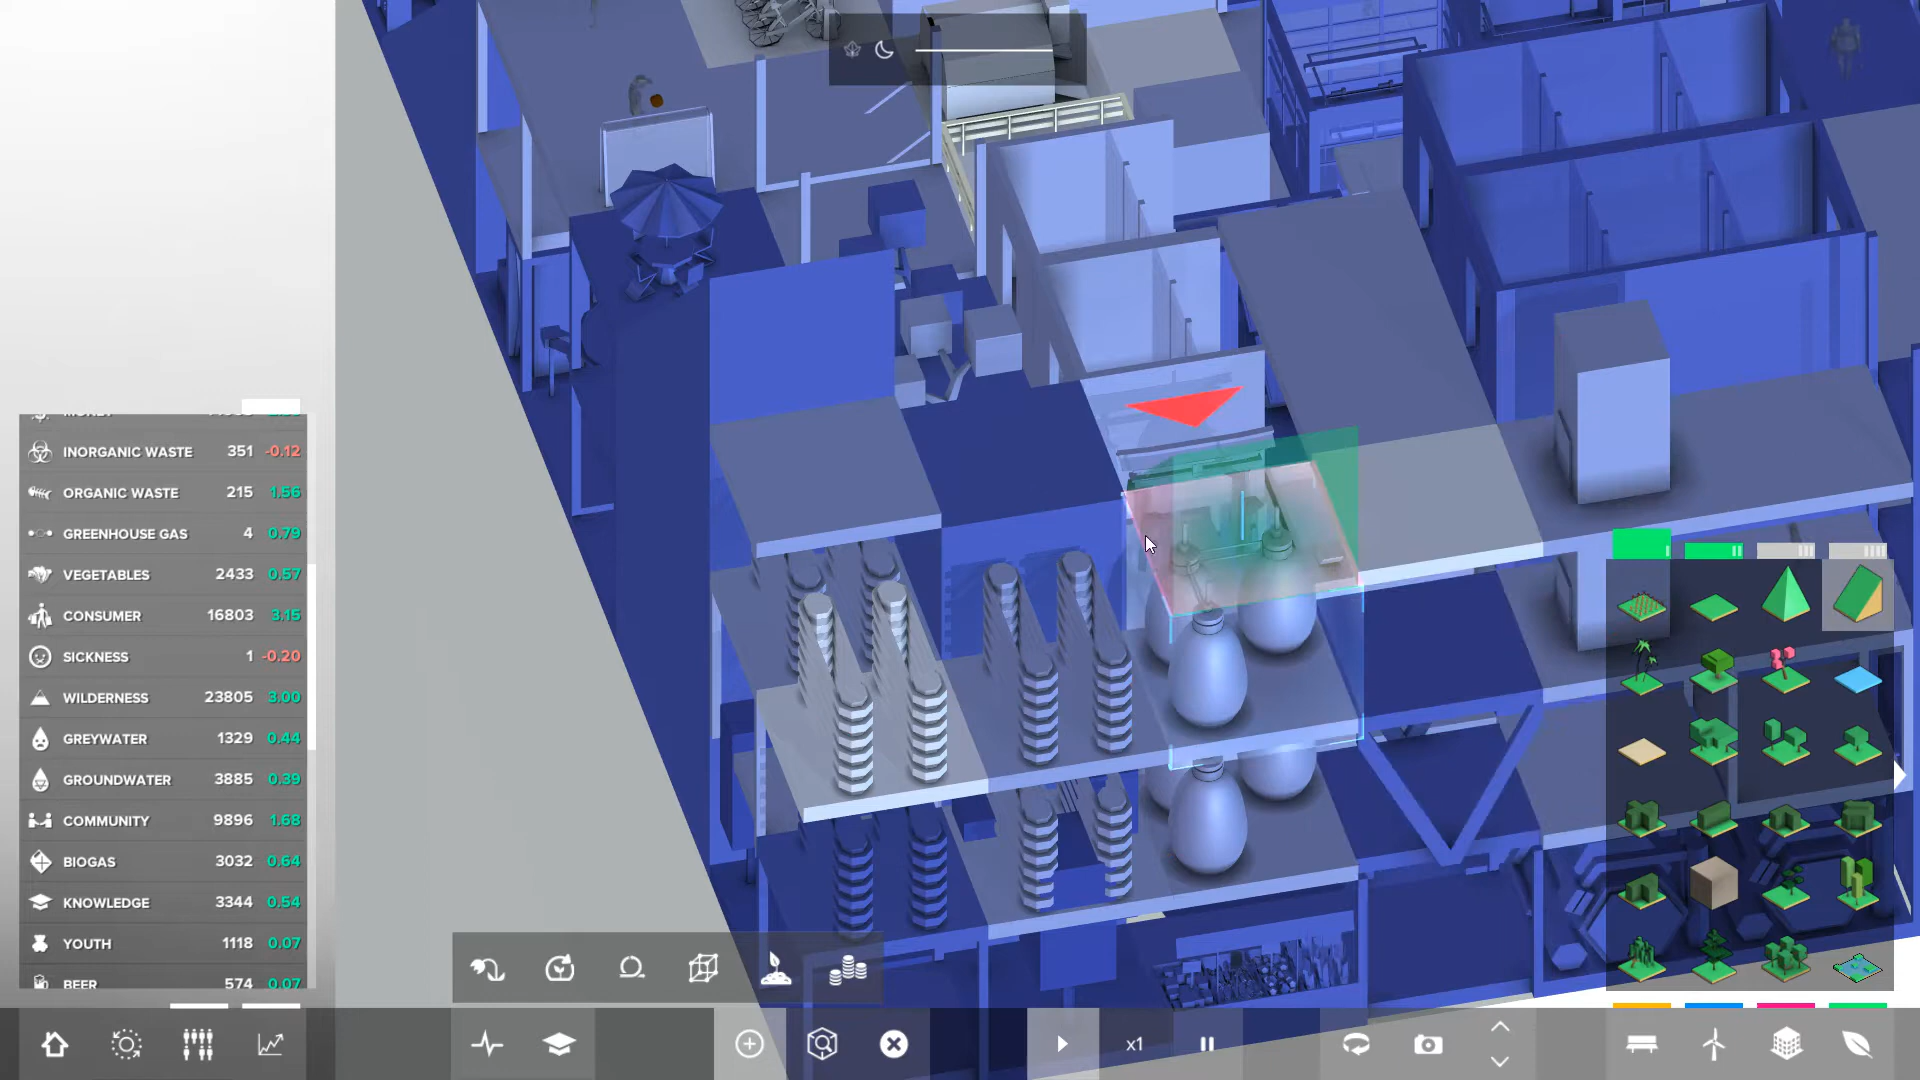 INORGANIC WASTE 351 -0.12
ORGANIC WASTE 215 1.56
GREENHOUSE GAS 4 0.79
VEGETABLES 2433 0.57
CONSUMER 16803 3.15
SICKNESS 1 -0.20
WILDERNESS 23805 3.00
GREYWATER 1329 0.44
GROUNDWATER 3885 0.39
COMMUNITY 9896 1.68
BIOGAS 3032 0.64
KNOWLEDGE 3344 0.54
YOUTH 1118 0.07
BEER 574 0.07
x1